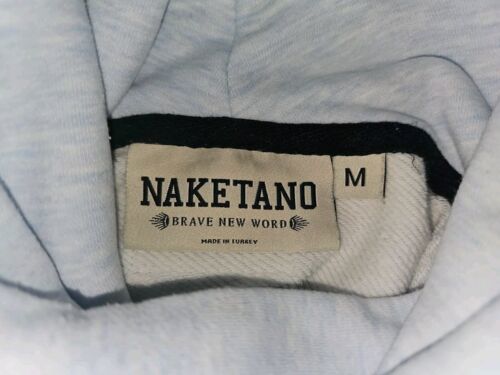 NAKETANO
BRAVE NEW WORD
MADE IN TURKEY
M